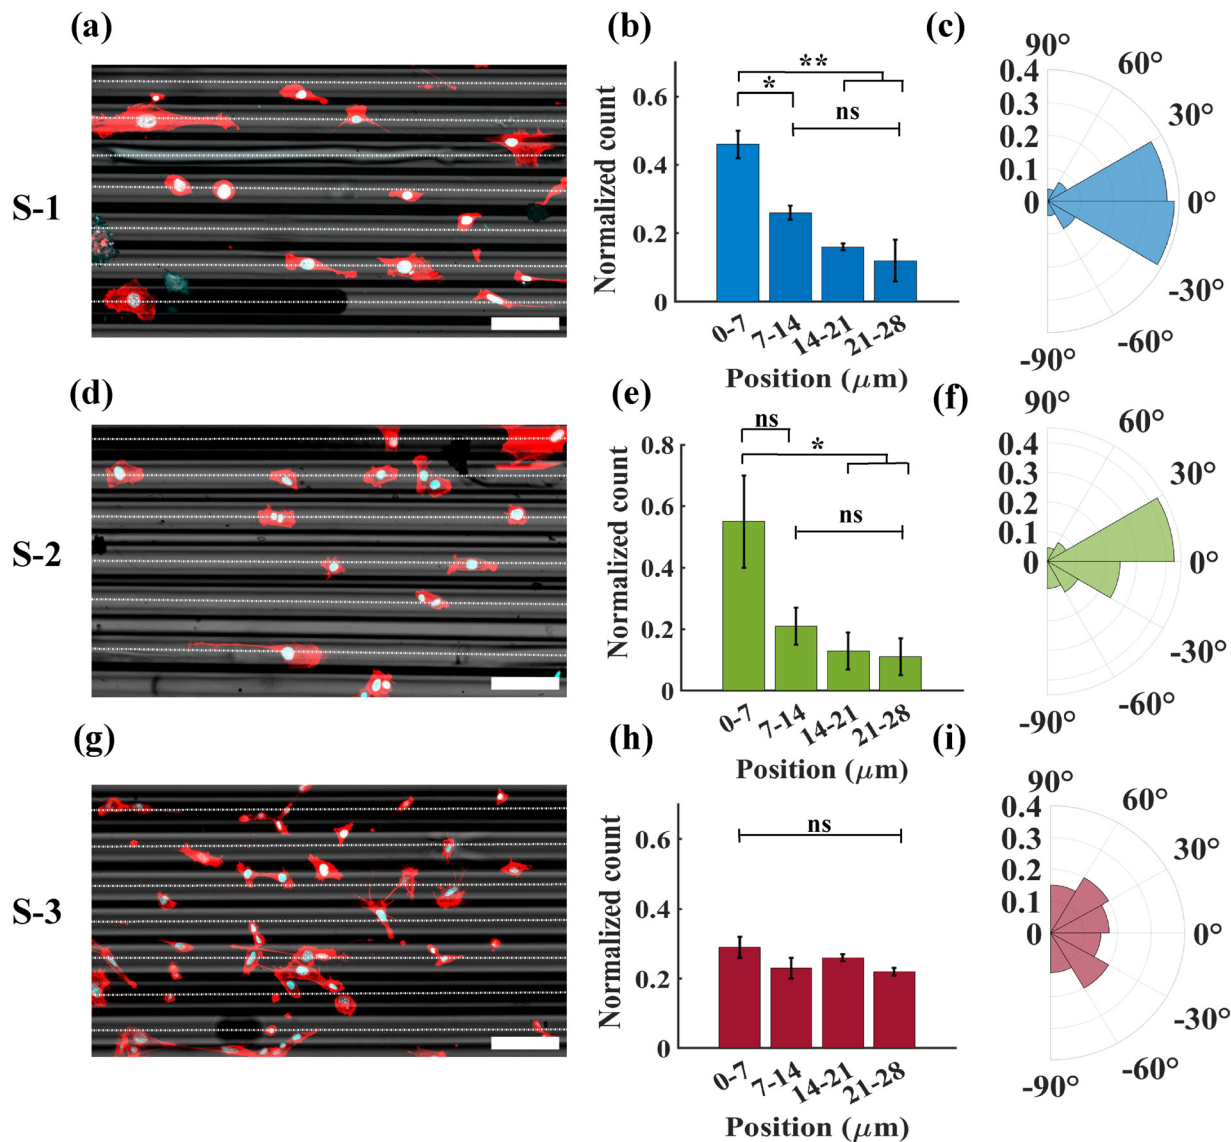 (a)
(b)
(c)
S-1
Normalized count
0.6
0.4
0.2
0
**
*
ns
0-7
7-14
14-21
21-28
Position (μm)
90°
60°
30°
0°
-30°
-60°
-90°
0.4
0.3
0.2
0.1
0
(d)
(e)
(f)
S-2
Normalized count
0.8
0.6
0.4
0.2
0
ns
*
ns
0-7
7-14
14-21
21-28
Position (μm)
90°
60°
30°
0°
-30°
-60°
-90°
0.4
0.3
0.2
0.1
0
(g)
(h)
(i)
S-3
Normalized count
0.6
0.4
0.2
0
ns
0-7
7-14
14-21
21-28
Position (μm)
90°
60°
30°
0°
-30°
-60°
-90°
0.4
0.3
0.2
0.1
0